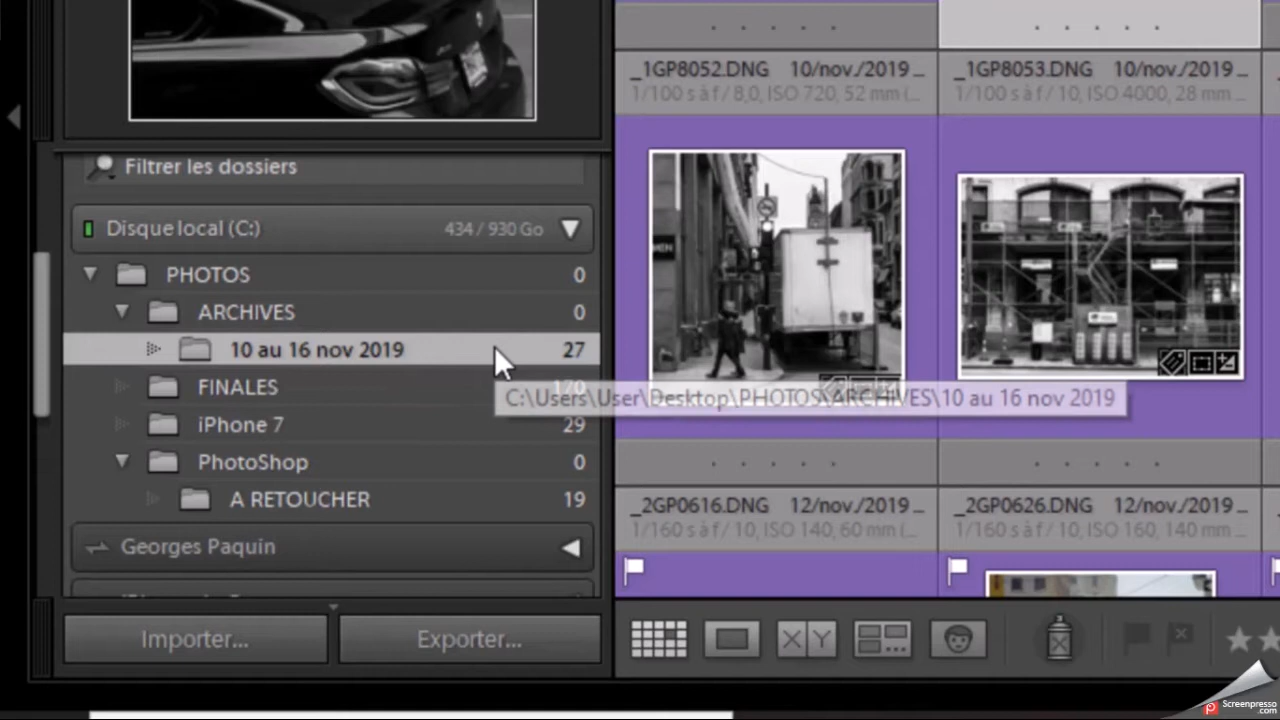 Filtrer les dossiers
Disque local (C:) 434 / 930 Go
PHOTOS 0
ARCHIVES 0
10 au 16 nov 2019 27
FINALES 170
C:\Users\User\Desktop\PHOTOS\ARCHIVES\10 au 16 nov 2019
iPhone 7 29
PhotoShop 0
A RETOUCHER 19
Georges Paquin
Importer... Exporter...
_1GP8052.DNG 10/nov./2019 ...
1/100 s à f / 8,0, ISO 720, 52 mm (...
_1GP8053.DNG 10/nov./2019 ...
1/100 s à f / 10, ISO 4000, 28 mm ...
_2GP0616.DNG 12/nov./2019 ...
1/160 s à f / 10, ISO 140, 60 mm (...
_2GP0626.DNG 12/nov./2019 ...
1/160 s à f / 10, ISO 160, 140 mm ...
X Y
Screenpresso
.com